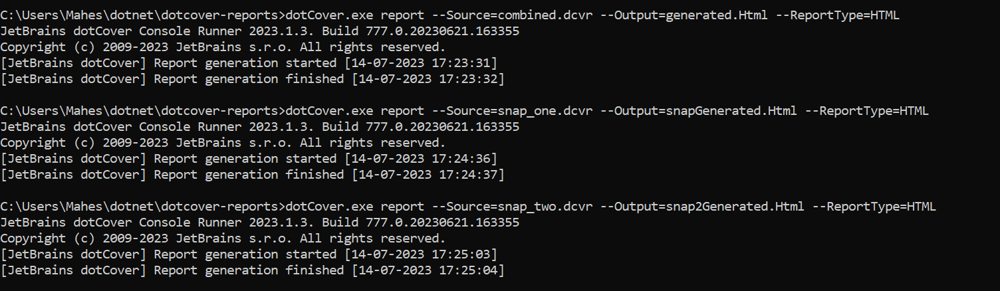 C:\Users\Mahes\dotnet\dotcover-reports>dotCover.exe report --Source=combined.dcvr --Output=generated.Html --ReportType=HTML
JetBrains dotCover Console Runner 2023.1.3. Build 777.0.20230621.163355
Copyright (c) 2009-2023 JetBrains s.r.o. All rights reserved.
[JetBrains dotCover] Report generation started [14-07-2023 17:23:31]
[JetBrains dotCover] Report generation finished [14-07-2023 17:23:32]
C:\Users\Mahes\dotnet\dotcover-reports>dotCover.exe report --Source=snap_one.dcvr --Output=snapGenerated.Html --ReportType=HTML
JetBrains dotCover Console Runner 2023.1.3. Build 777.0.20230621.163355
Copyright (c) 2009-2023 JetBrains s.r.o. All rights reserved.
[JetBrains dotCover] Report generation started [14-07-2023 17:24:36]
[JetBrains dotCover] Report generation finished [14-07-2023 17:24:37]
C:\Users\Mahes\dotnet\dotcover-reports>dotCover.exe report --Source=snap_two.dcvr --Output=snap2Generated.Html --ReportType=HTML
JetBrains dotCover Console Runner 2023.1.3. Build 777.0.20230621.163355
Copyright (c) 2009-2023 JetBrains s.r.o. All rights reserved.
[JetBrains dotCover] Report generation started [14-07-2023 17:25:03]
[JetBrains dotCover] Report generation finished [14-07-2023 17:25:04]